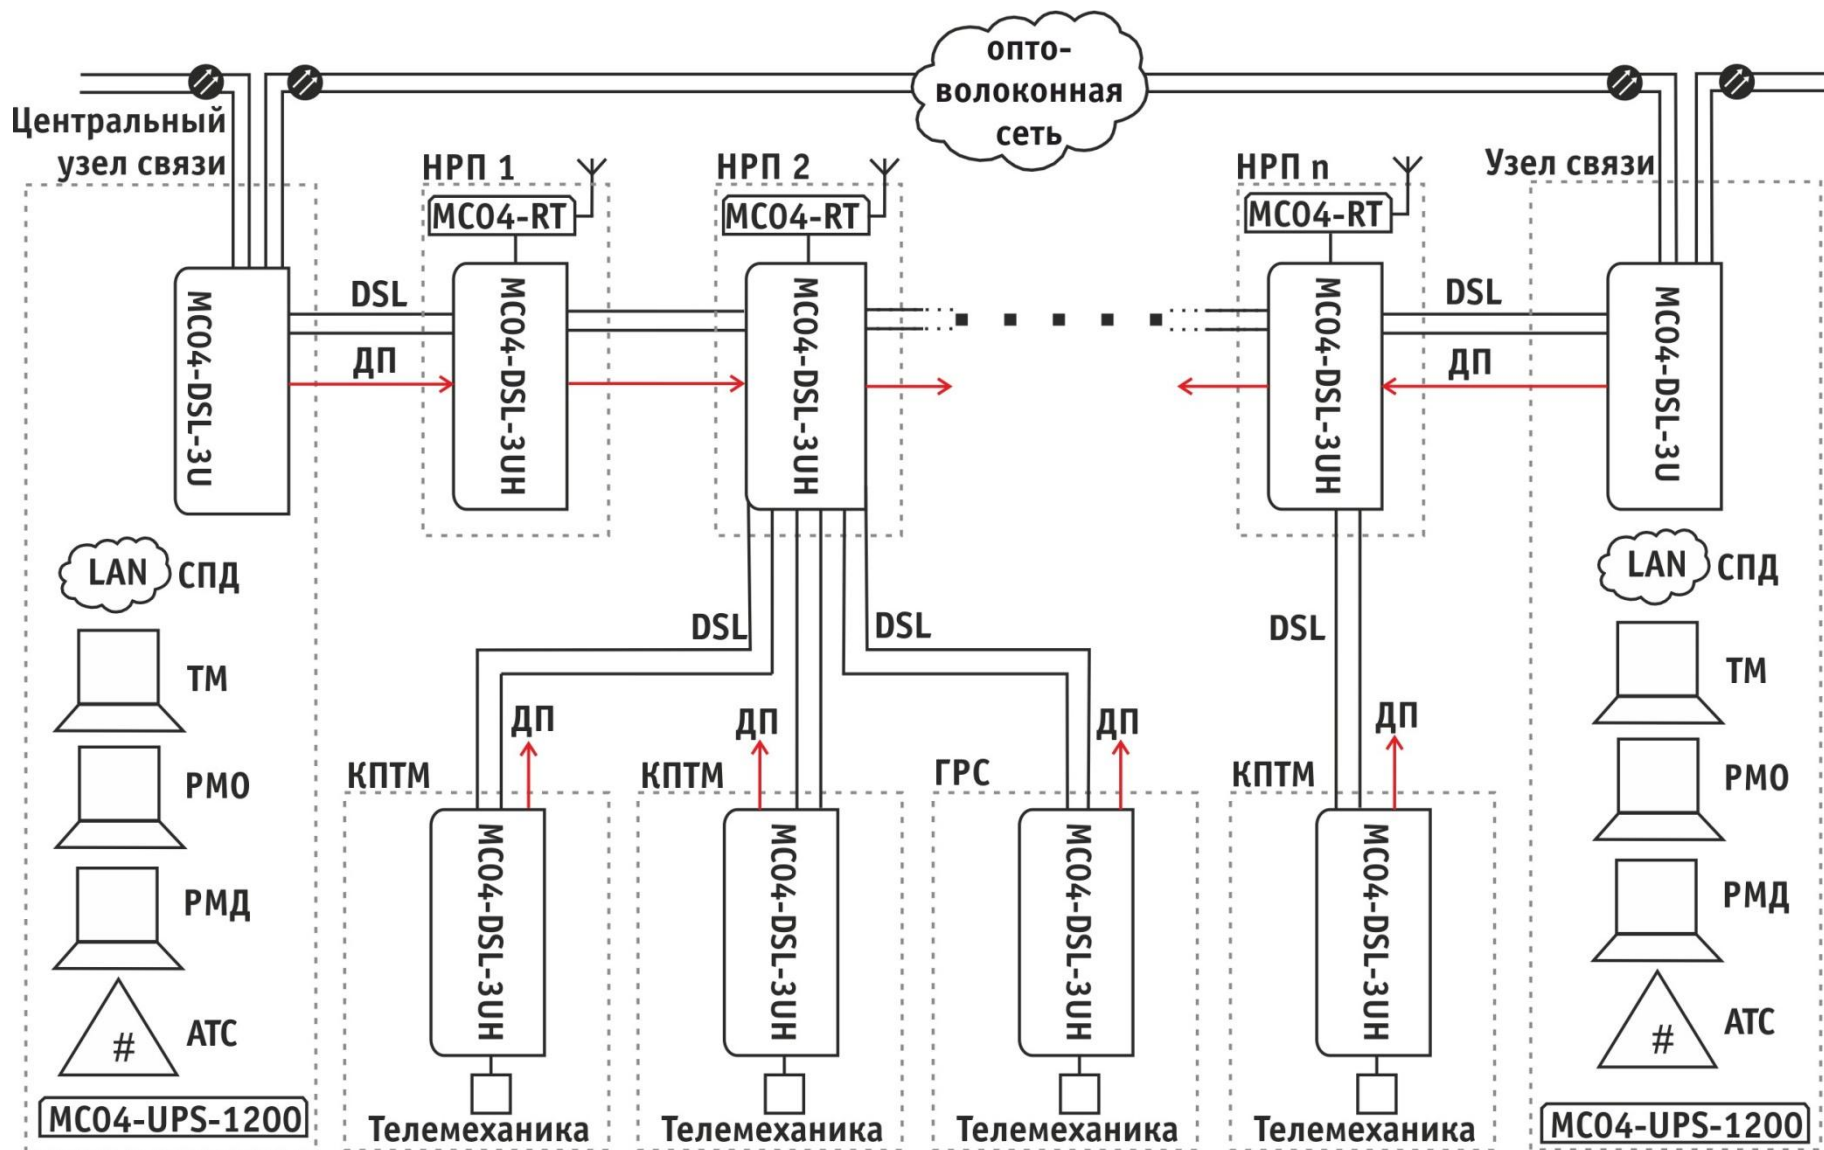 опто-
волоконная
сеть
Центральный
узел связи
НРП 1
НРП 2
НРП n
Узел связи
МС04-RT
МС04-RT
МС04-RT
МС04-DSL-3U
DSL
ДП
МС04-DSL-3UH
МС04-DSL-3UH
МС04-DSL-3UH
DSL
ДП
МС04-DSL-3U
LAN
СПД
ТМ
РМО
РМД
#
АТС
МС04-UPS-1200
DSL
DSL
DSL
ДП
ДП
ДП
ДП
КПТМ
КПТМ
ГРС
КПТМ
МС04-DSL-3UH
МС04-DSL-3UH
МС04-DSL-3UH
МС04-DSL-3UH
Телемеханика
Телемеханика
Телемеханика
Телемеханика
LAN
СПД
ТМ
РМО
РМД
#
АТС
МС04-UPS-1200